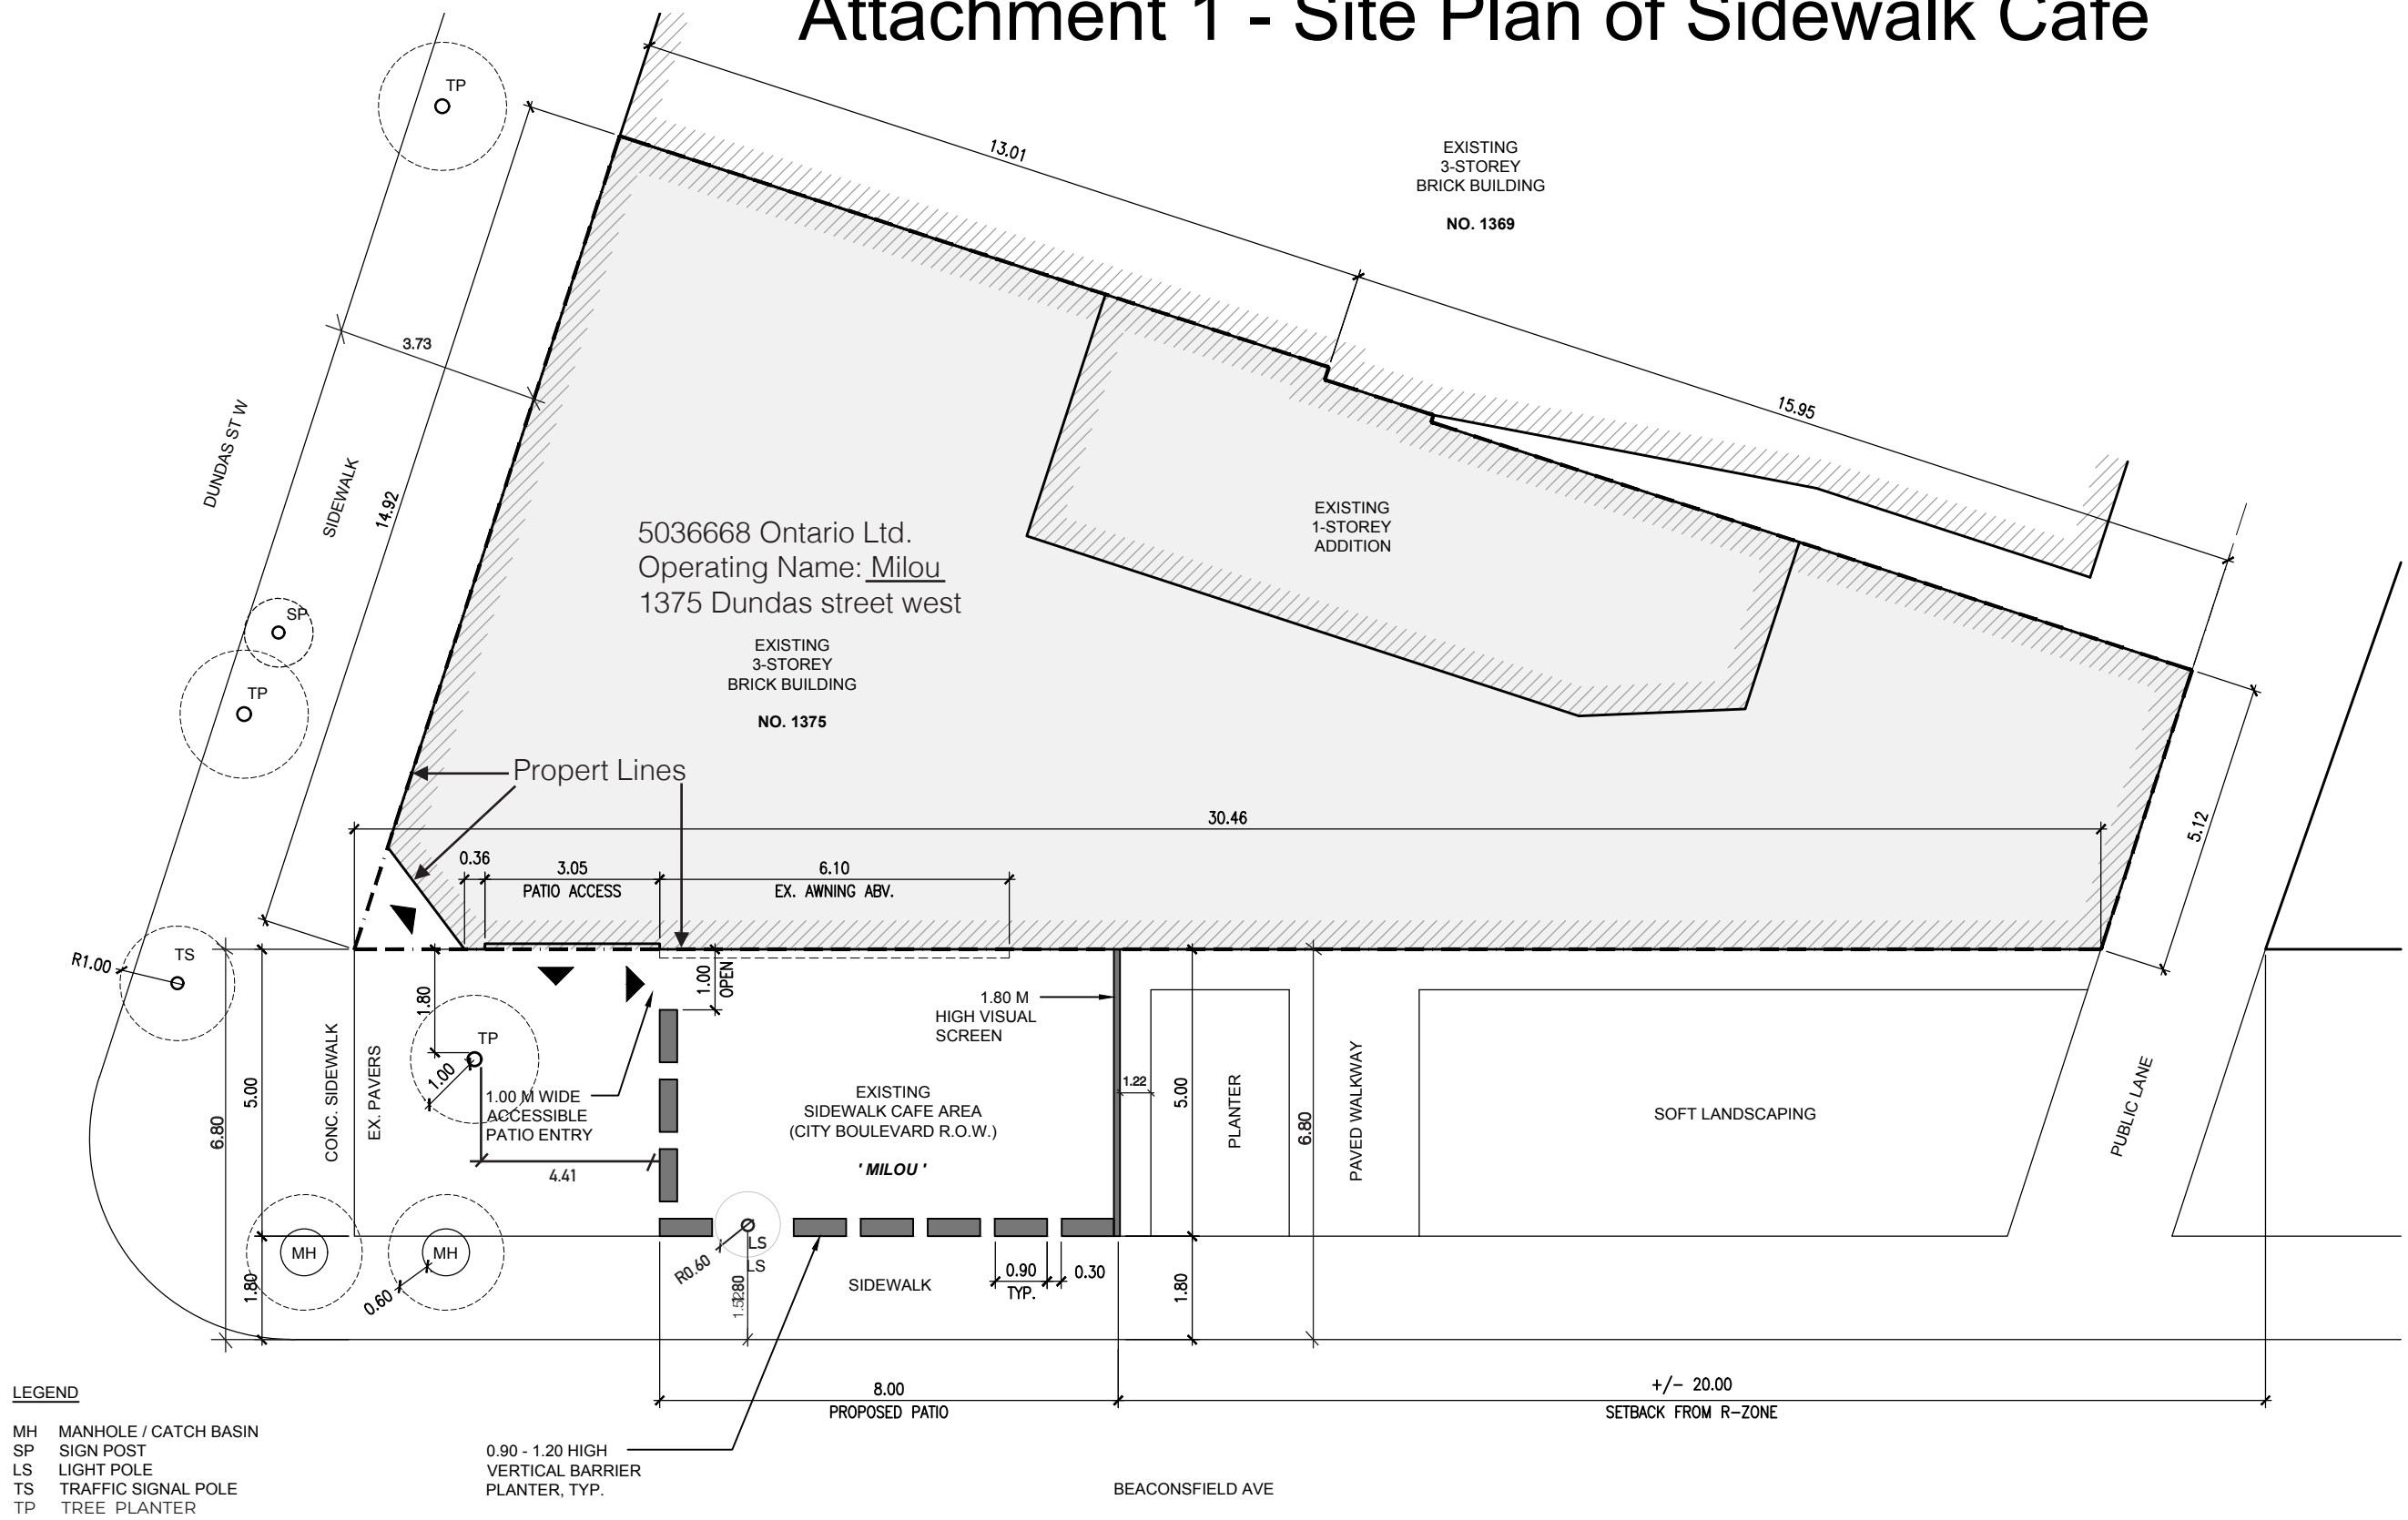 Attachment 1 - Site Plan of Sidewalk Cafe
TP
13.01
EXISTING
3-STOREY
BRICK BUILDING
NO. 1369
3.73
DUNDAS ST W
SIDEWALK
14.92
15.95
EXISTING
1-STOREY
ADDITION
5036668 Ontario Ltd.
Operating Name: Milou
1375 Dundas street west
EXISTING
3-STOREY
BRICK BUILDING
NO. 1375
SP
TP
Propert Lines
30.46
5.12
0.36
3.05
PATIO ACCESS
6.10
EX. AWNING ABV.
TS
R1.00
1.80
1.00
OPEN
1.80 M
HIGH VISUAL
SCREEN
TP
1.00
1.00 M WIDE
ACCESSIBLE
PATIO ENTRY
CONC. SIDEWALK
EX. PAVERS
5.00
6.80
4.41
EXISTING
SIDEWALK CAFE AREA
(CITY BOULEVARD R.O.W.)
' MILOU '
1.22
5.00
PLANTER
6.80
PAVED WALKWAY
SOFT LANDSCAPING
PUBLIC LANE
MH
MH
0.60
1.80
R0.60
LS
LS
1.80
SIDEWALK
0.90
TYP.
0.30
1.80
8.00
PROPOSED PATIO
+/- 20.00
SETBACK FROM R-ZONE
LEGEND
MH MANHOLE / CATCH BASIN
SP SIGN POST
LS LIGHT POLE
TS TRAFFIC SIGNAL POLE
TP TREE PLANTER
0.90 - 1.20 HIGH
VERTICAL BARRIER
PLANTER, TYP.
BEACONSFIELD AVE